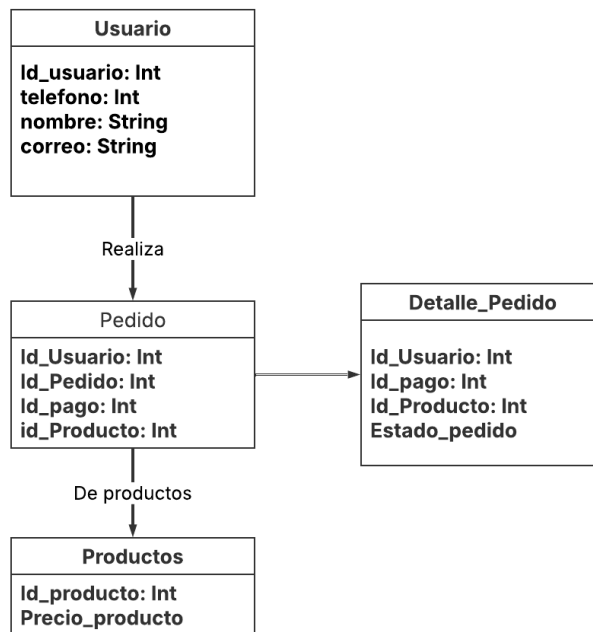 Usuario
Id_usuario: Int
telefono: Int
nombre: String
correo: String
Realiza
Pedido
Id_Usuario: Int
Id_Pedido: Int
Id_pago: Int
id_Producto: Int
Detalle_Pedido
Id_Usuario: Int
Id_pago: Int
Id_Producto: Int
Estado_pedido
De productos
Productos
Id_producto: Int
Precio_producto